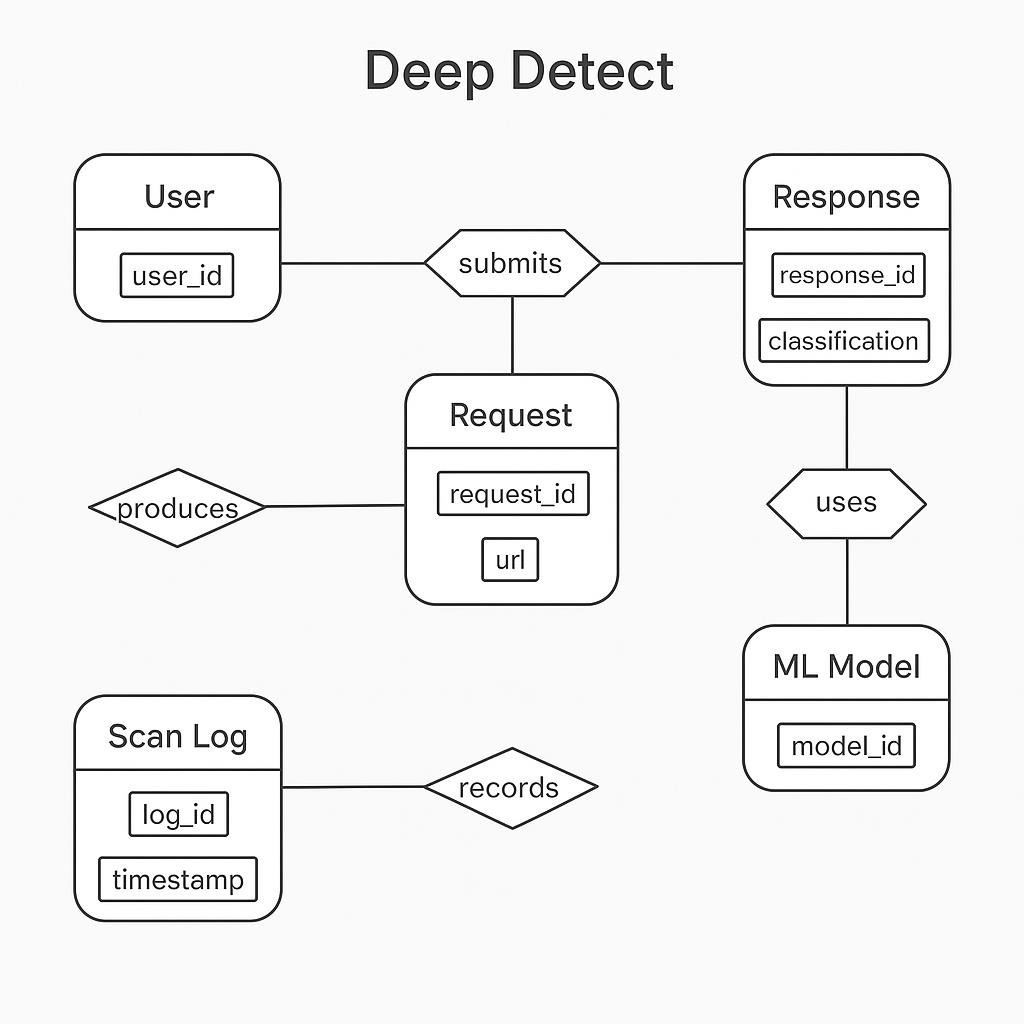 Deep Detect
User
user_id
submits
Response
response_id
classification
Request
request_id
url
produces
uses
ML Model
model_id
Scan Log
log_id
timestamp
records